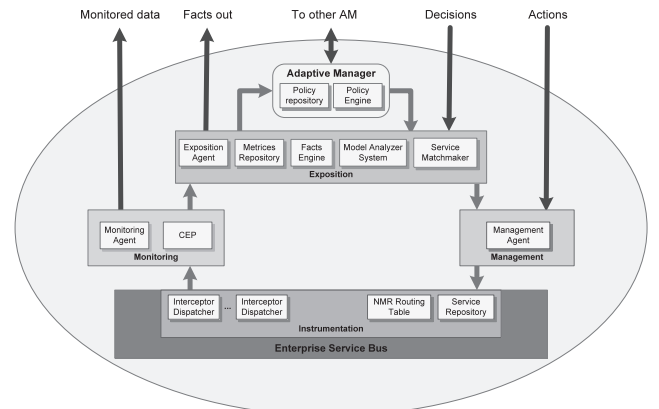 Monitored data
Facts out
To other AM
Decisions
Actions
Adaptive Manager
Policy
repository
Policy
Engine
Exposition
Agent
Metrices
Repository
Facts
Engine
Model Analyzer
System
Service
Matchmaker
Exposition
Monitoring
Agent
CEP
Monitoring
Management
Agent
Management
Interceptor
Dispatcher
...
Interceptor
Dispatcher
NMR Routing
Table
Service
Repository
Instrumentation
Enterprise Service Bus